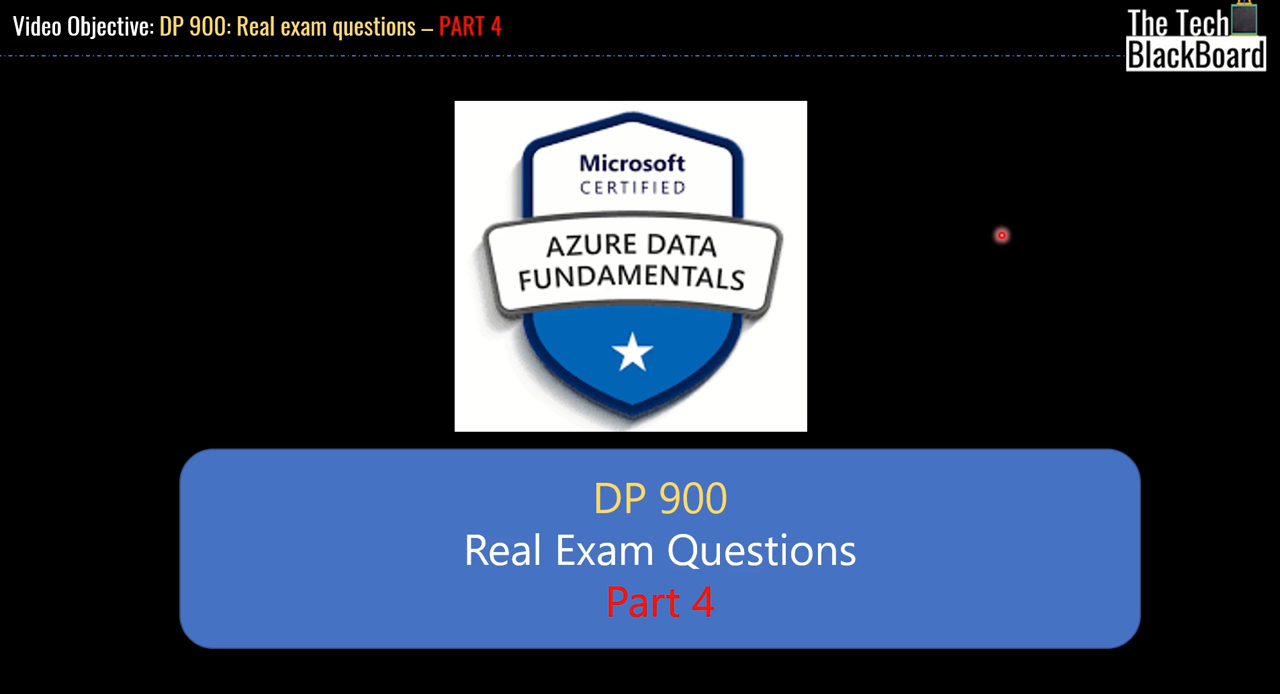 Video Objective: DP 900: Real exam questions – PART 4
The Tech
BlackBoard
Microsoft
CERTIFIED
AZURE DATA
FUNDAMENTALS
DP 900
Real Exam Questions
Part 4